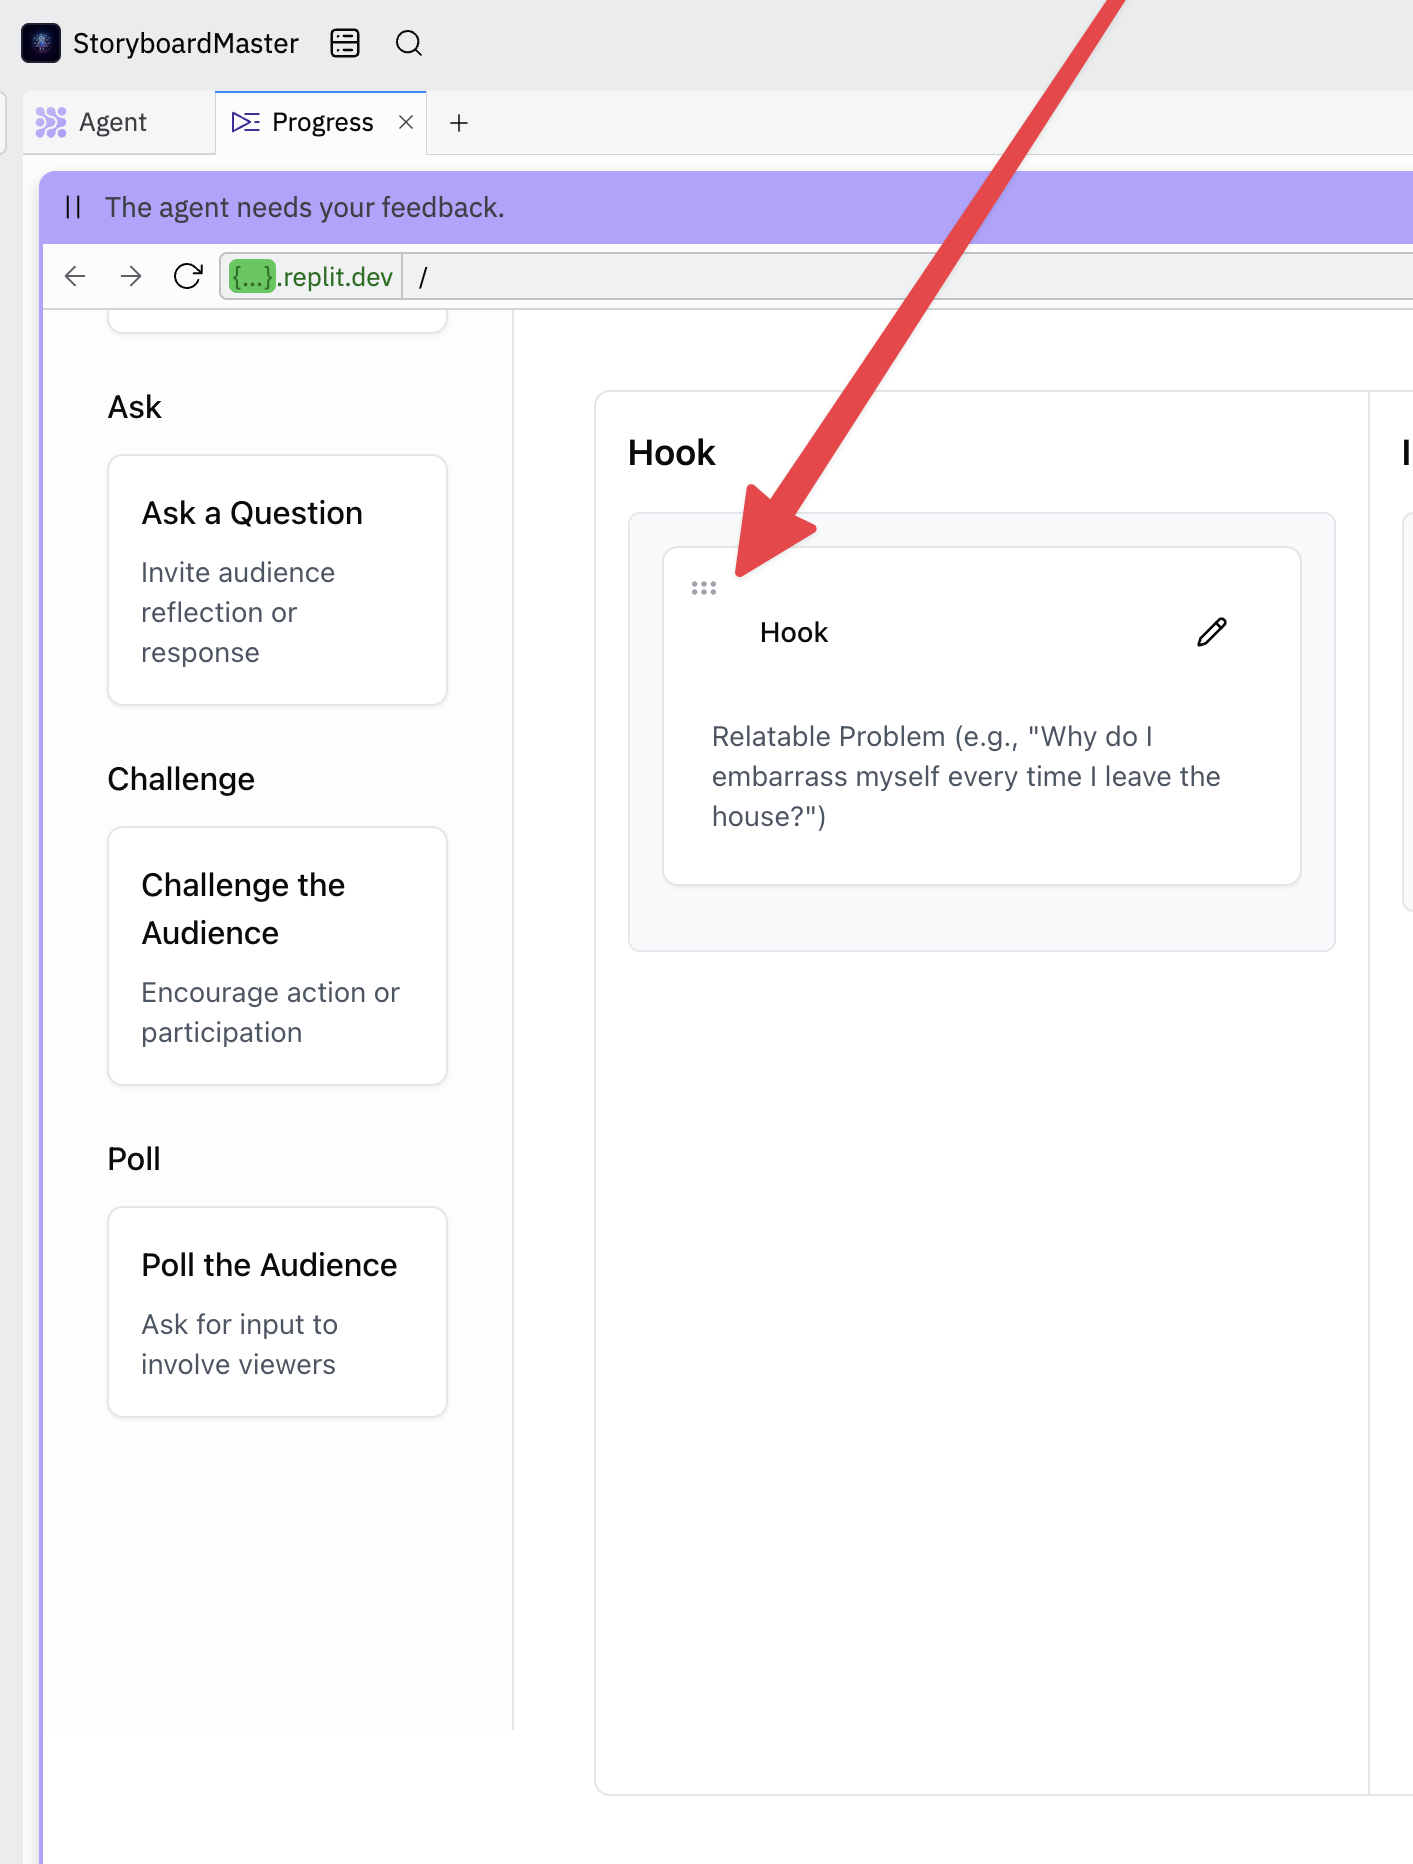 StoryboardMaster
Agent
Progress
The agent needs your feedback.
{...}.replit.dev /
Ask
Ask a Question
Invite audience
reflection or
response
Challenge
Challenge the
Audience
Encourage action or
participation
Poll
Poll the Audience
Ask for input to
involve viewers
Hook
Hook
Relatable Problem (e.g., "Why do I
embarrass myself every time I leave the
house?")